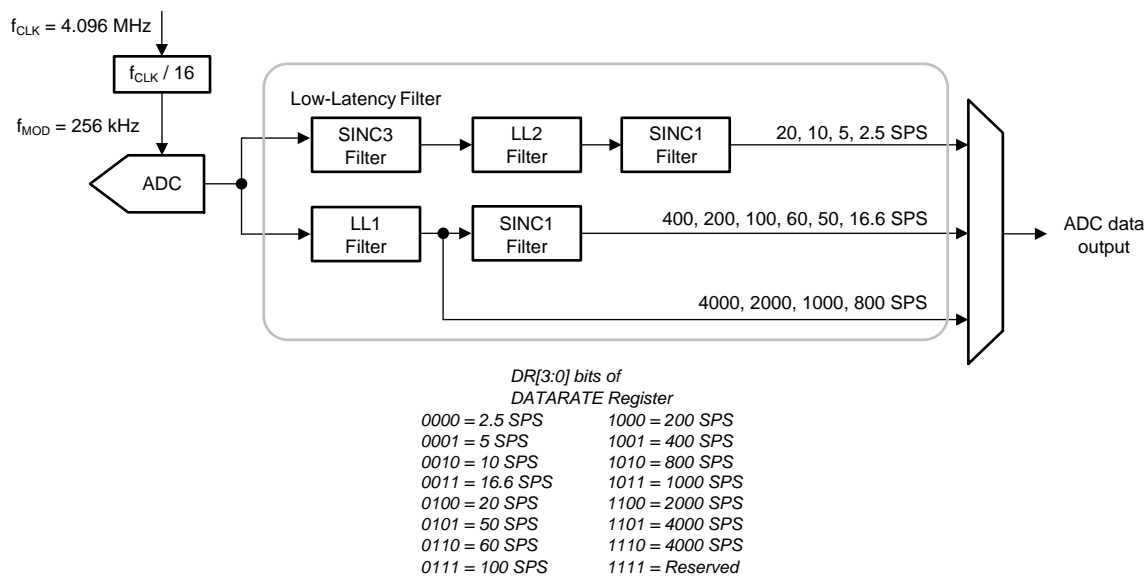 f_CLK = 4.096 MHz
f_CLK / 16
f_MOD = 256 kHz
ADC
Low-Latency Filter
SINC3
Filter
LL2
Filter
SINC1
Filter
20, 10, 5, 2.5 SPS
LL1
Filter
SINC1
Filter
400, 200, 100, 60, 50, 16.6 SPS
4000, 2000, 1000, 800 SPS
ADC data
output
DR[3:0] bits of
DATARATE Register
0000 = 2.5 SPS 1000 = 200 SPS
0001 = 5 SPS 1001 = 400 SPS
0010 = 10 SPS 1010 = 800 SPS
0011 = 16.6 SPS 1011 = 1000 SPS
0100 = 20 SPS 1100 = 2000 SPS
0101 = 50 SPS 1101 = 4000 SPS
0110 = 60 SPS 1110 = 4000 SPS
0111 = 100 SPS 1111 = Reserved